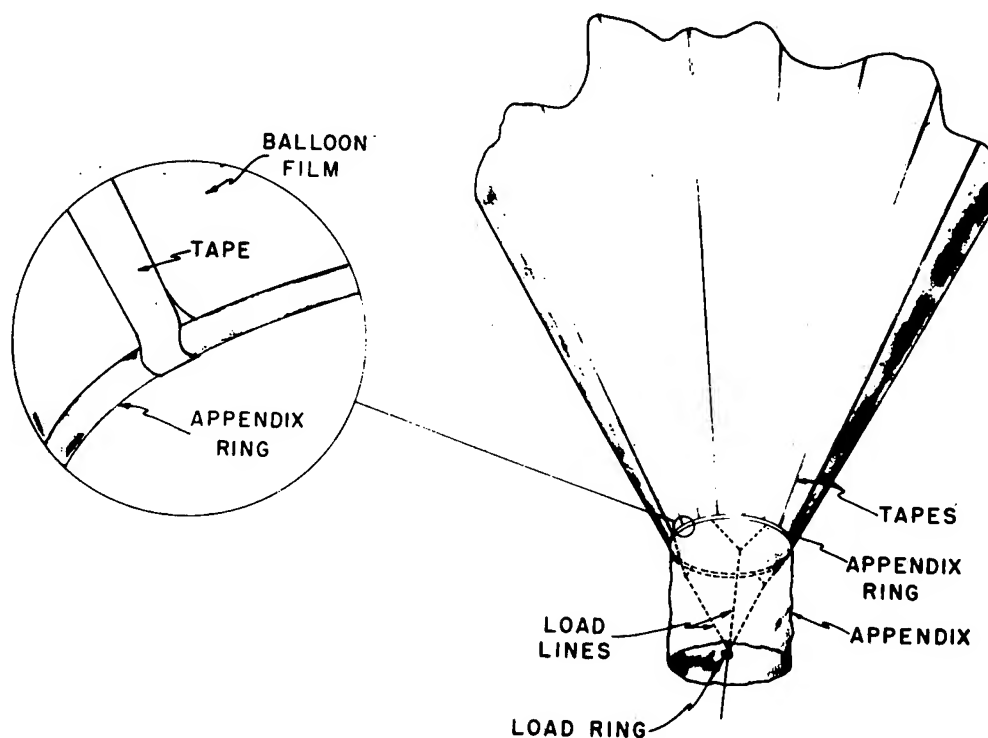 BALLOON
FILM
TAPE
APPENDIX
RING
TAPES
APPENDIX
RING
LOAD
LINES
APPENDIX
LOAD RING